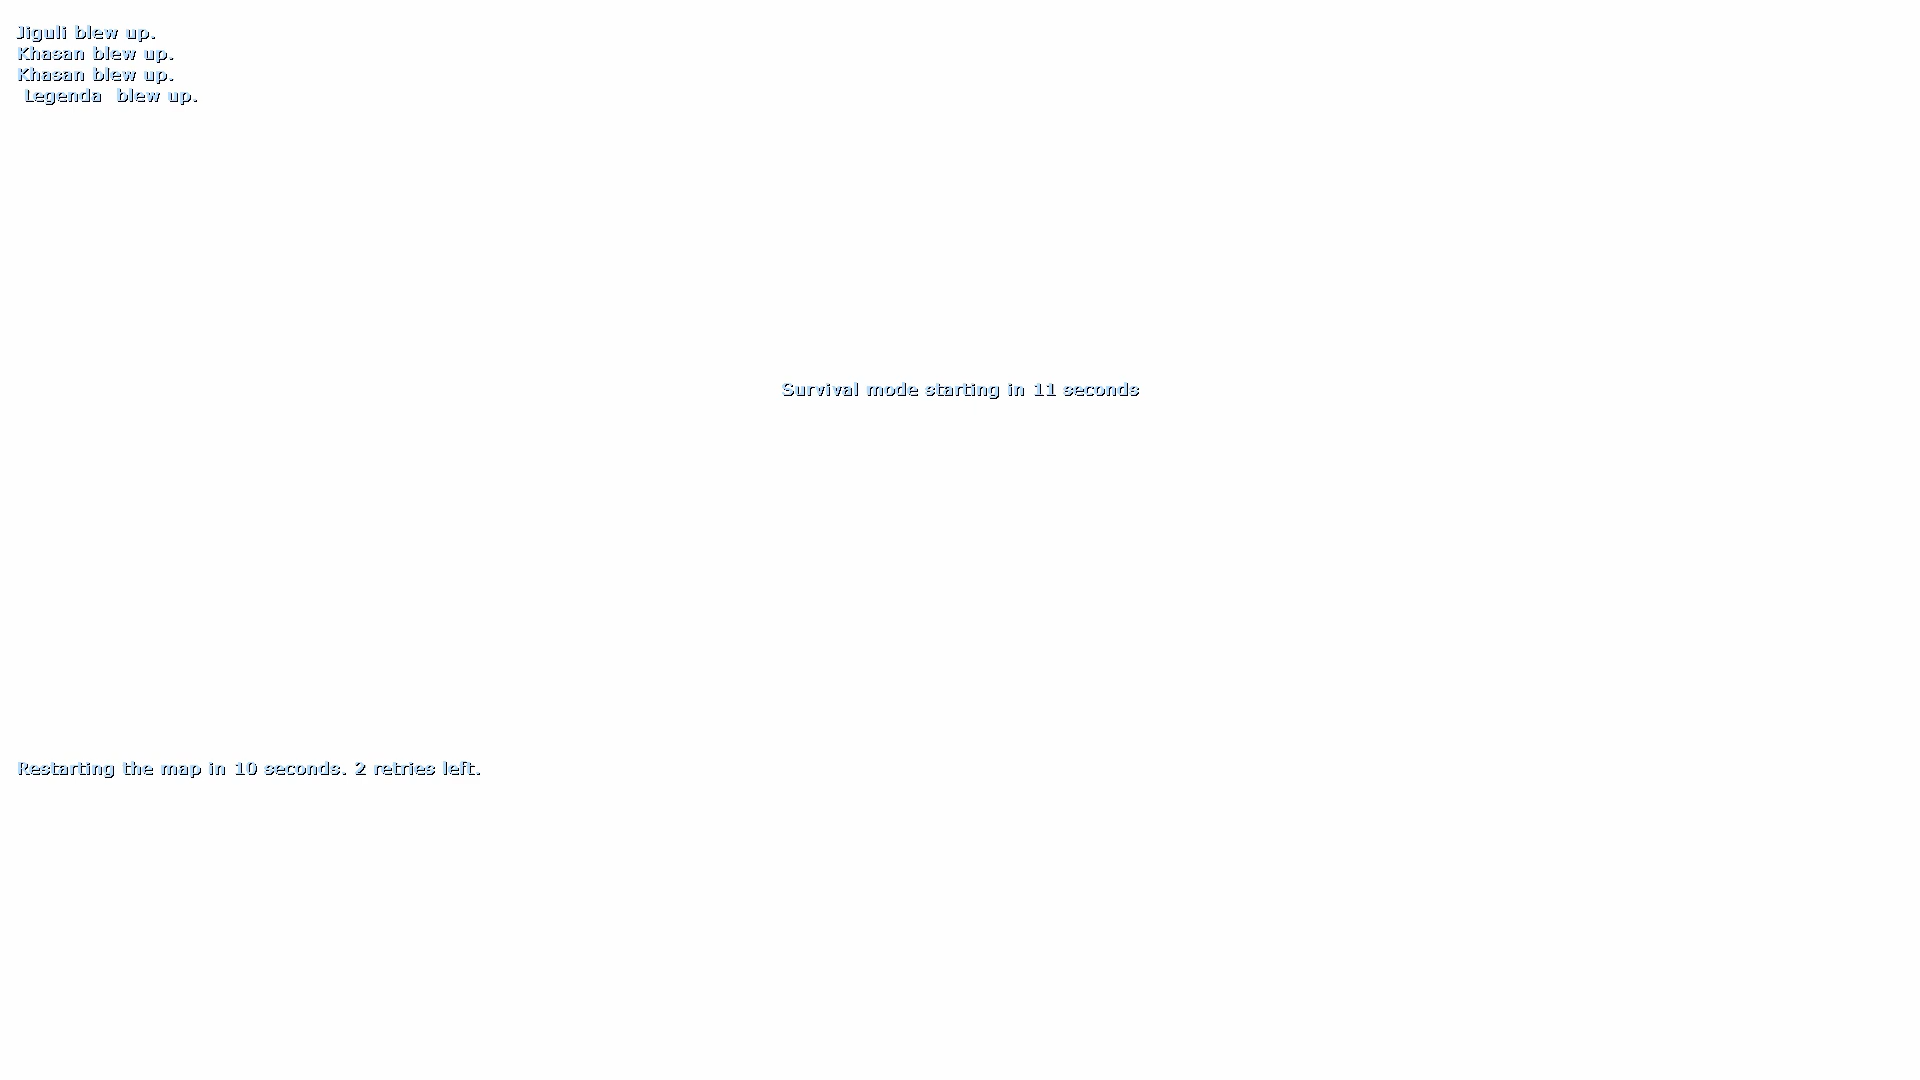 Jiguli blew up.
Khasan blew up.
Khasan blew up.
Legenda  blew up.
Survival mode starting in 11 seconds
Restarting the map in 10 seconds. 2 retries left.